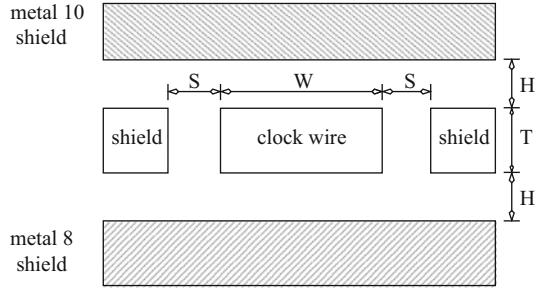 metal 10
shield
S W S
H
shield clock wire shield
T
H
metal 8
shield